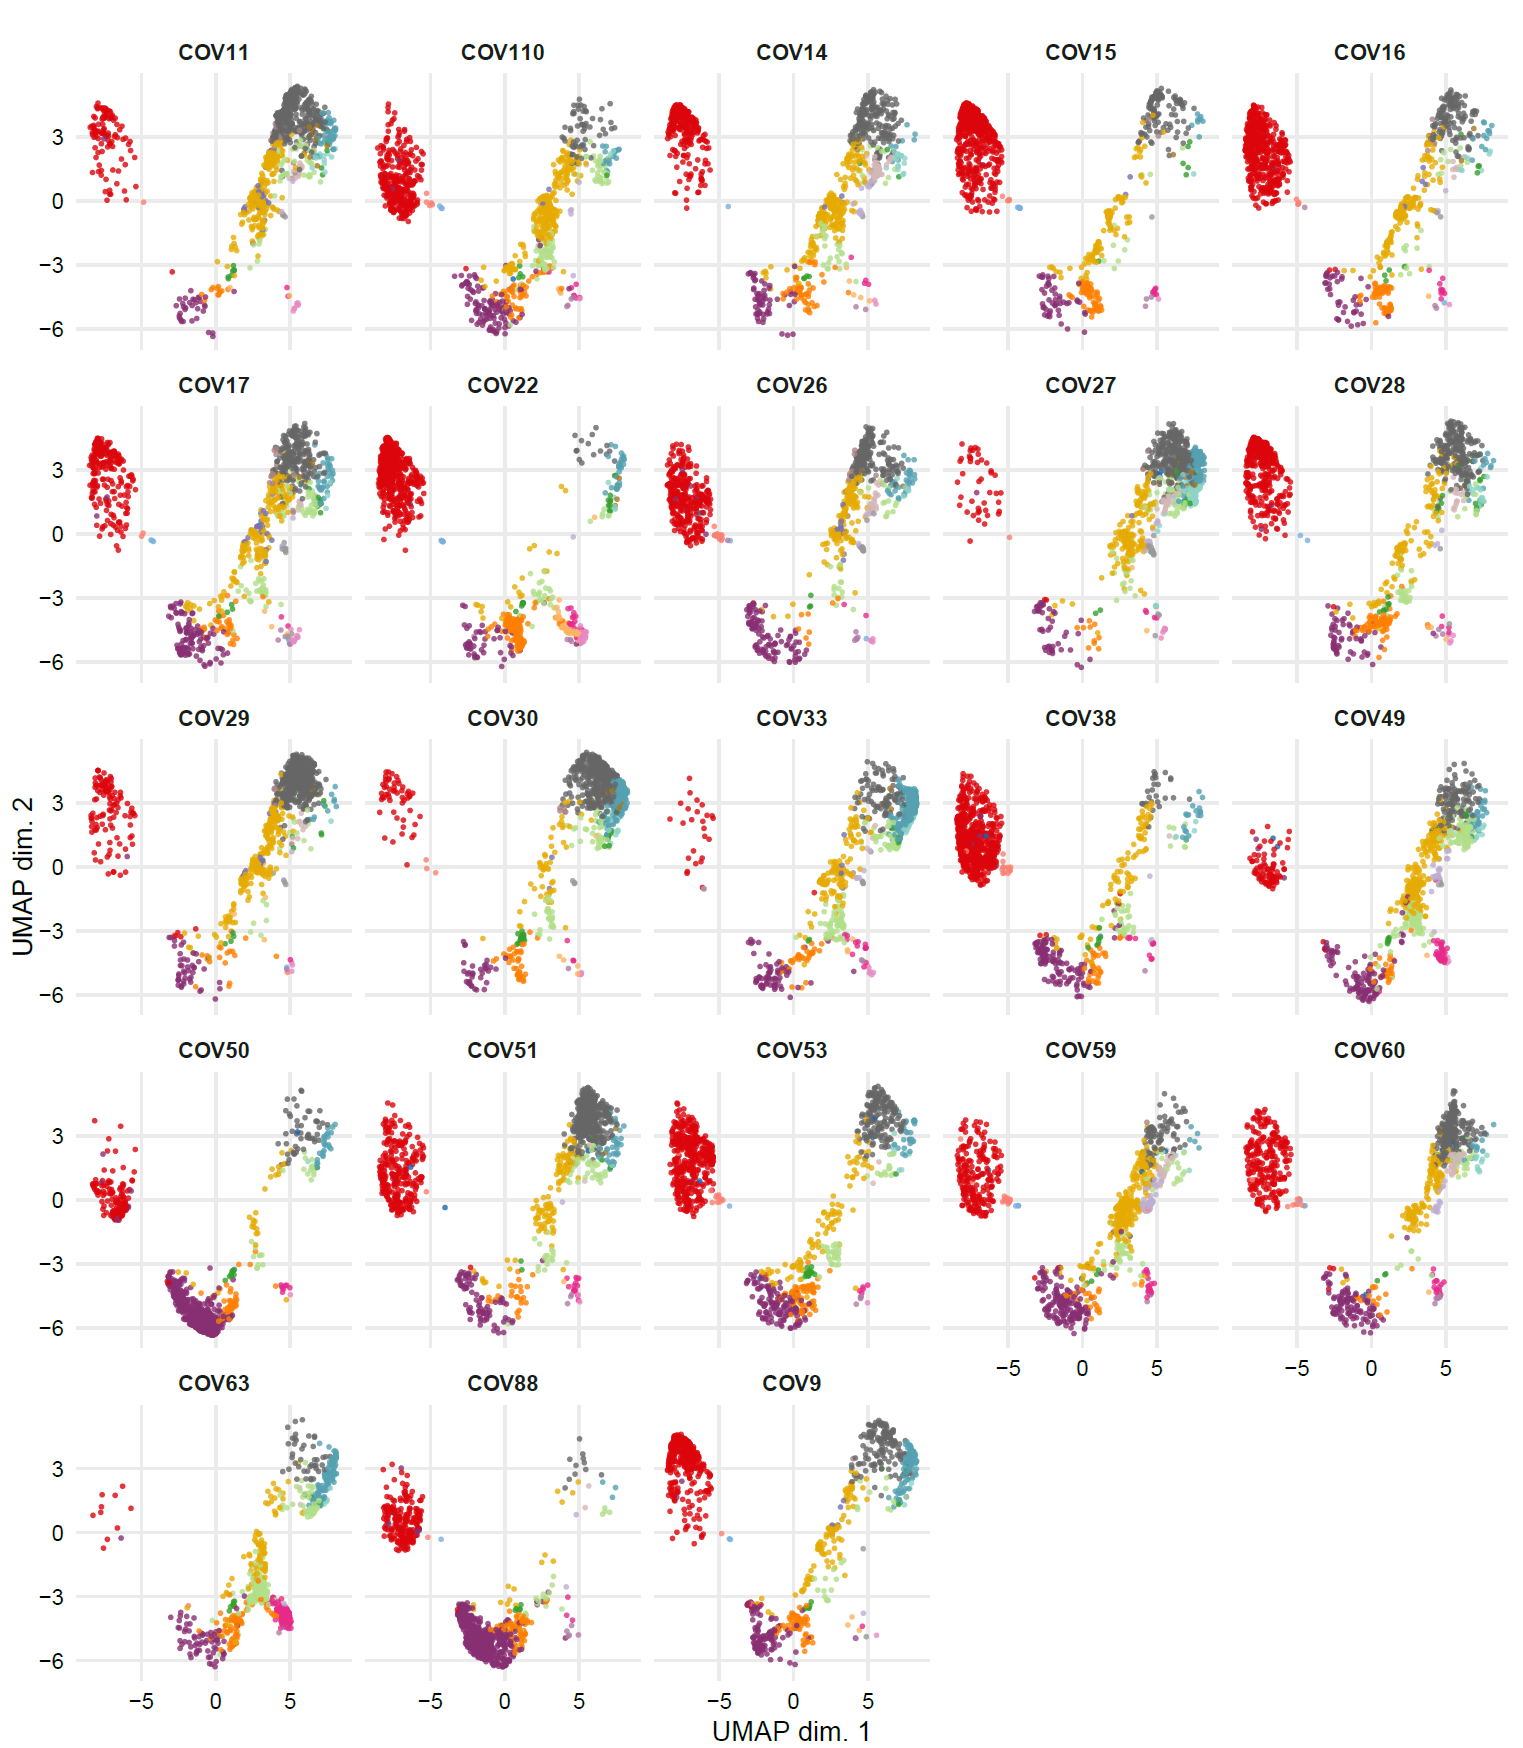 COV11 COV110 COV14 COV15 COV16
3
0
−3
−6
COV17 COV22 COV26 COV27 COV28
3
0
−3
−6
COV29 COV30 COV33 COV38 COV49
3
0
−3
−6
UMAP dim. 2
COV50 COV51 COV53 COV59 COV60
3
0
−3
−6
−5 0 5 −5 0 5
COV63 COV88 COV9
3
0
−3
−6
−5 0 5 −5 0 5 −5 0 5
UMAP dim. 1